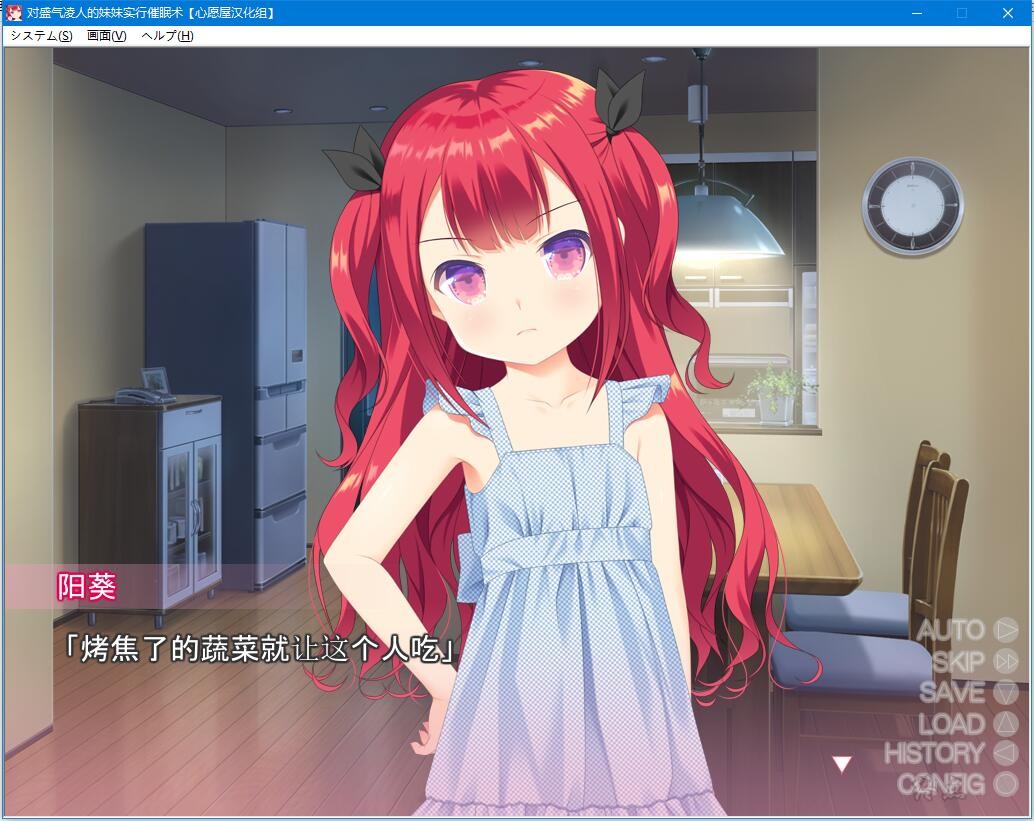 对盛气凌人的妹妹实行催眠术【心愿屋汉化组】
システム(S) 画面(V) ヘルプ(H)
阳葵
「烤焦了的蔬菜就让这个人吃」
AUTO
SKIP
SAVE
LOAD
HISTORY
CONFIG